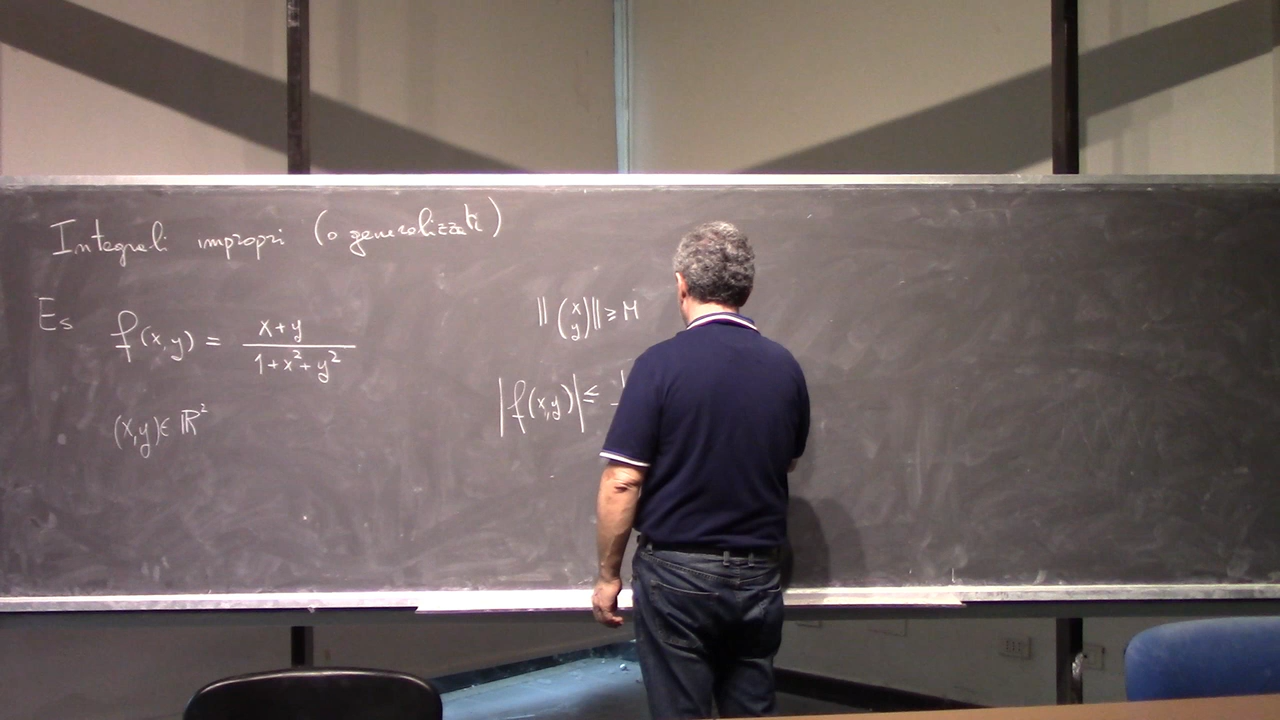 Integrali impropri (o generalizzati)
Es f(x,y) = x+y / 1+x²+y²
(x,y)∈ ℝ²
‖(x y)‖ ≥ M
|f(x,y)| ≤